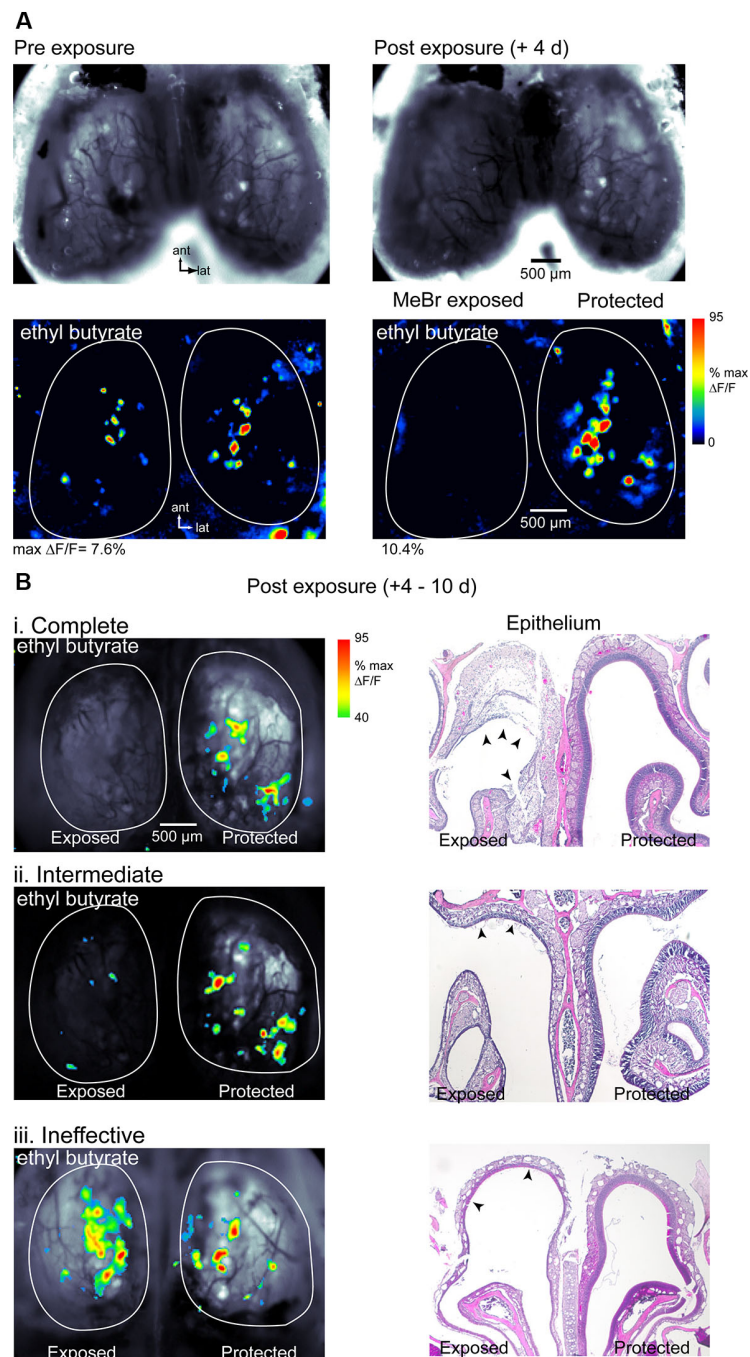 A
Pre exposure
Post exposure (+ 4 d)
ant
lat
500 µm
MeBr exposed
Protected
ethyl butyrate
ethyl butyrate
95
% max
ΔF/F
0
ant
lat
500 µm
max ΔF/F= 7.6%
10.4%
B
Post exposure (+4 - 10 d)
i. Complete
Epithelium
ethyl butyrate
95
% max
ΔF/F
40
Exposed
500 µm
Protected
Exposed
Protected
ii. Intermediate
ethyl butyrate
Exposed
Protected
Exposed
Protected
iii. Ineffective
ethyl butyrate
Exposed
Protected
Exposed
Protected